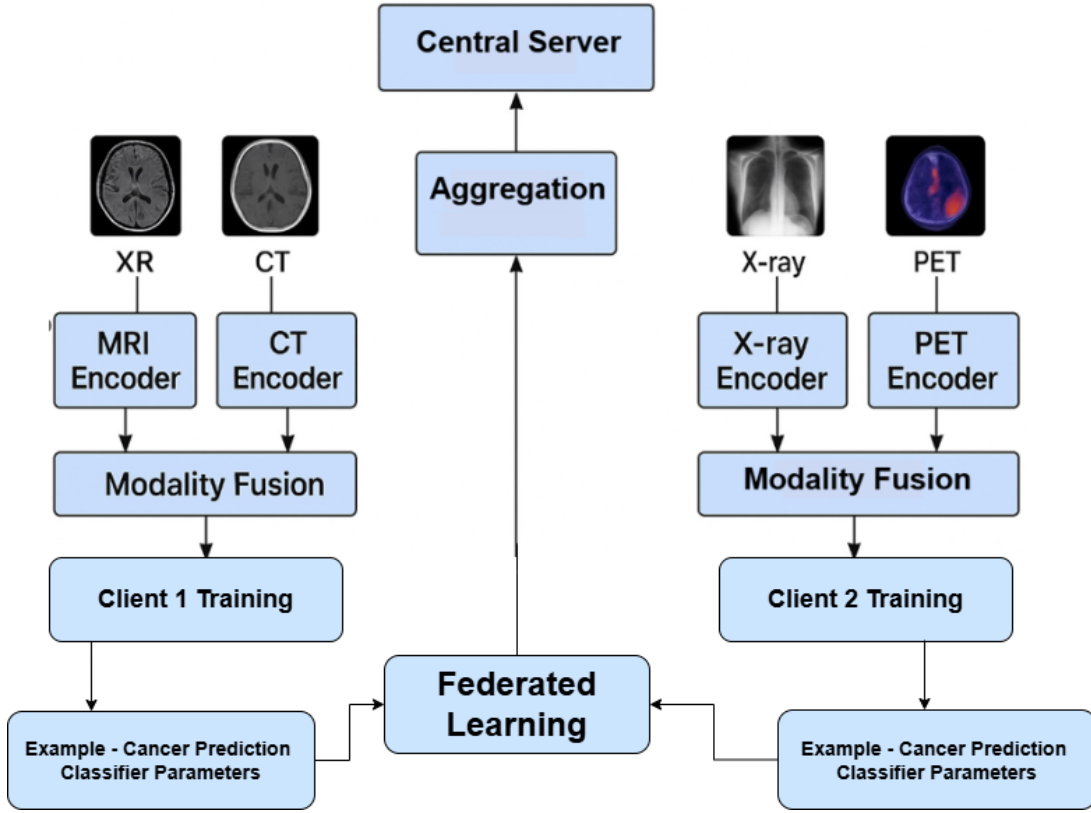 Central Server
Aggregation
XR
CT
X-ray
PET
MRI
Encoder
CT
Encoder
X-ray
Encoder
PET
Encoder
Modality Fusion
Modality Fusion
Client 1 Training
Client 2 Training
Federated
Learning
Example - Cancer Prediction
Classifier Parameters
Example - Cancer Prediction
Classifier Parameters